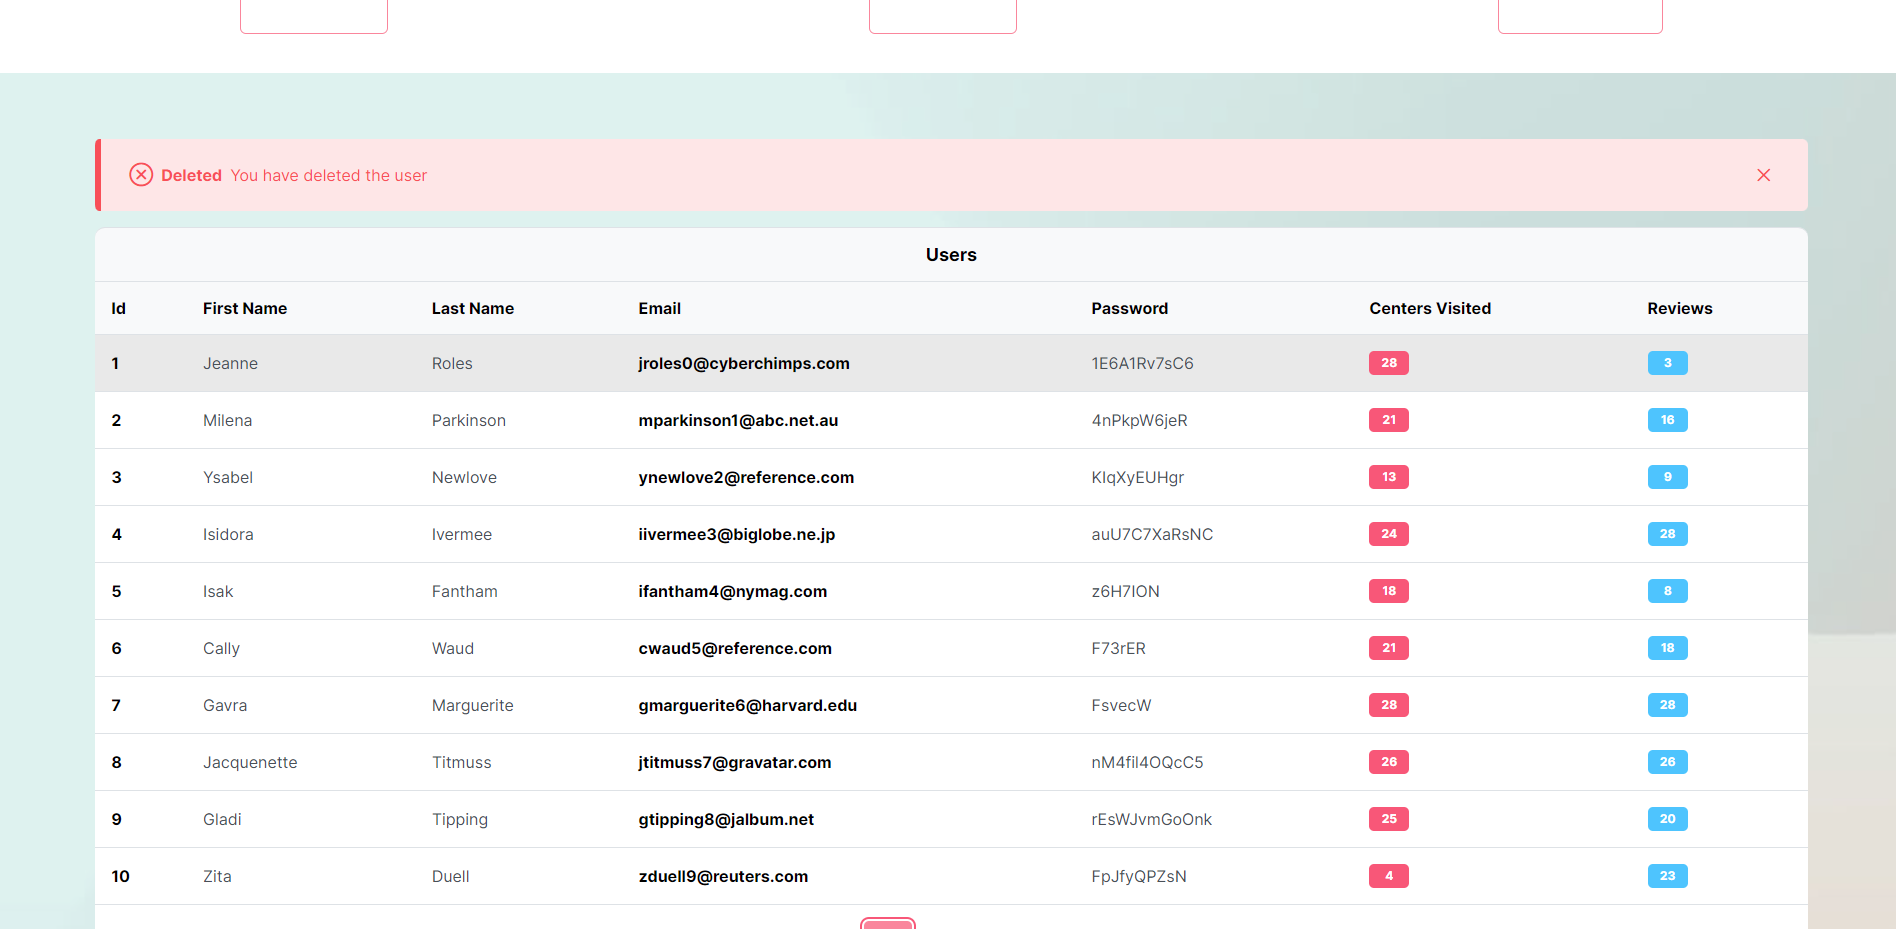 Deleted You have deleted the user
Users
Id First Name Last Name Email Password Centers Visited Reviews
1 Jeanne Roles jroles0@cyberchimps.com 1E6A1Rv7sC6 28 3
2 Milena Parkinson mparkinson1@abc.net.au 4nPkpW6jeR 21 16
3 Ysabel Newlove ynewlove2@reference.com KIqXyEUHgr 13 9
4 Isidora Ivermee iivermee3@biglobe.ne.jp auU7C7XaRsNC 24 28
5 Isak Fantham ifantham4@nymag.com z6H7ION 18 8
6 Cally Waud cwaud5@reference.com F73rER 21 18
7 Gavra Marguerite gmarguerite6@harvard.edu FsvecW 28 28
8 Jacquenette Titmuss jtitmuss7@gravatar.com nM4fil4OQcC5 26 26
9 Gladi Tipping gtipping8@jalbum.net rEsWJvmGoOnk 25 20
10 Zita Duell zduell9@reuters.com FpJfyQPZsN 4 23